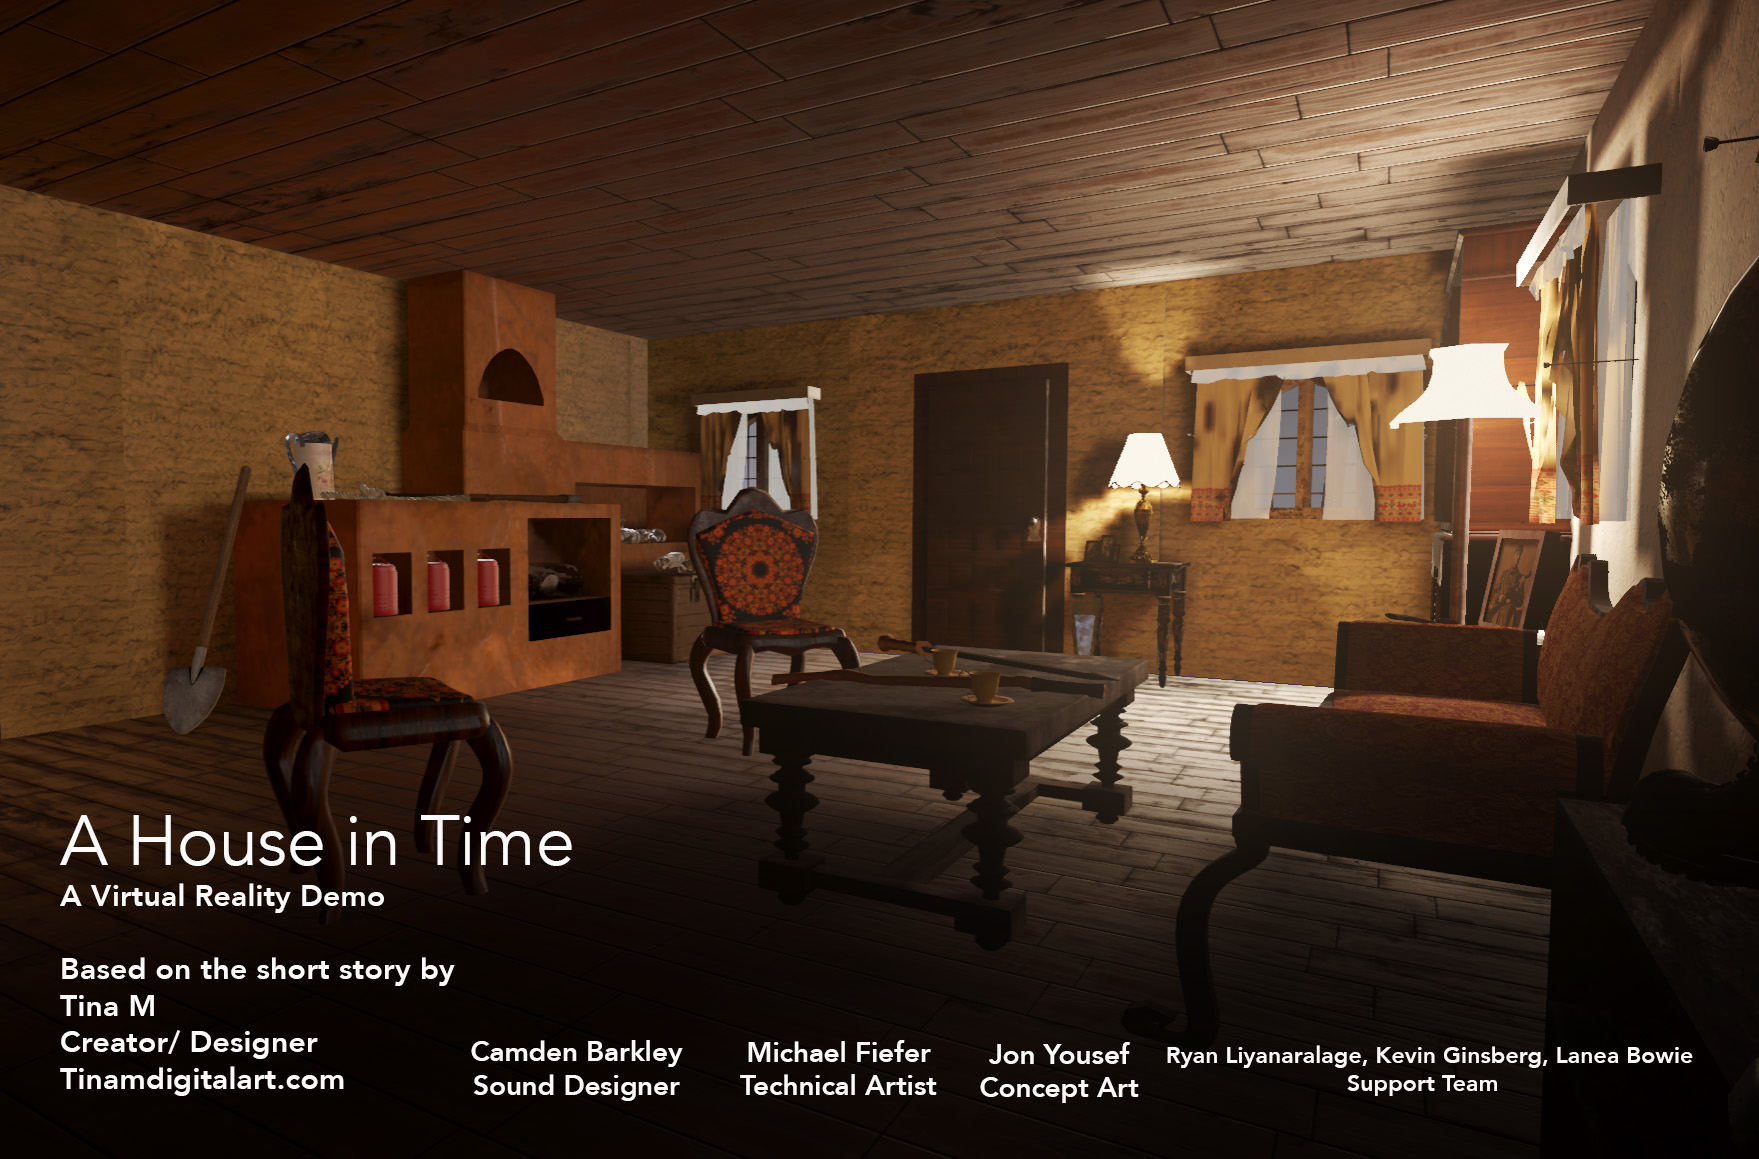 A House in Time
A Virtual Reality Demo
Based on the short story by
Tina M
Creator/ Designer
Tinamdigitalart.com
Camden Barkley
Sound Designer
Michael Fiefer
Technical Artist
Jon Yousef
Concept Art
Ryan Liyanaralage, Kevin Ginsberg, Lanea Bowie
Support Team